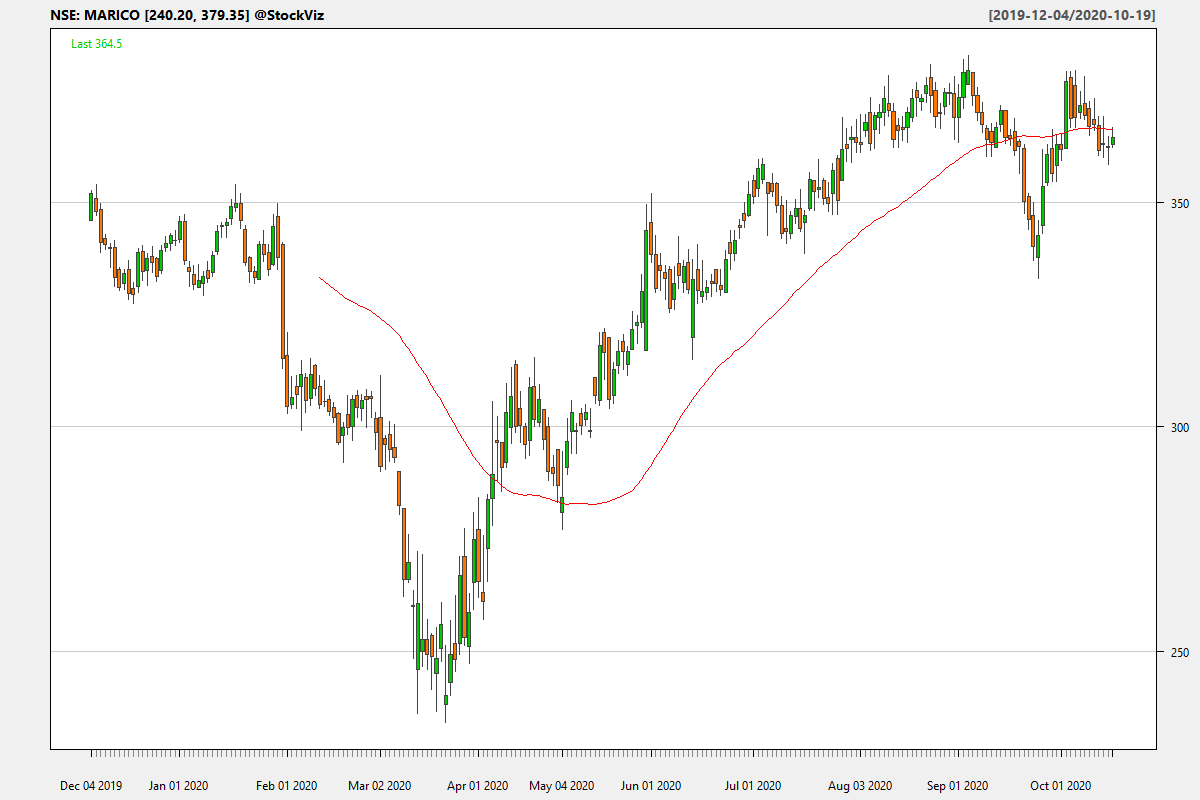 NSE: MARICO [240.20, 379.35] @StockViz
[2019-12-04/2020-10-19]
Last 364.5
350
300
250
Dec 04 2019 Jan 01 2020 Feb 01 2020 Mar 02 2020 Apr 01 2020 May 04 2020 Jun 01 2020 Jul 01 2020 Aug 03 2020 Sep 01 2020 Oct 01 2020